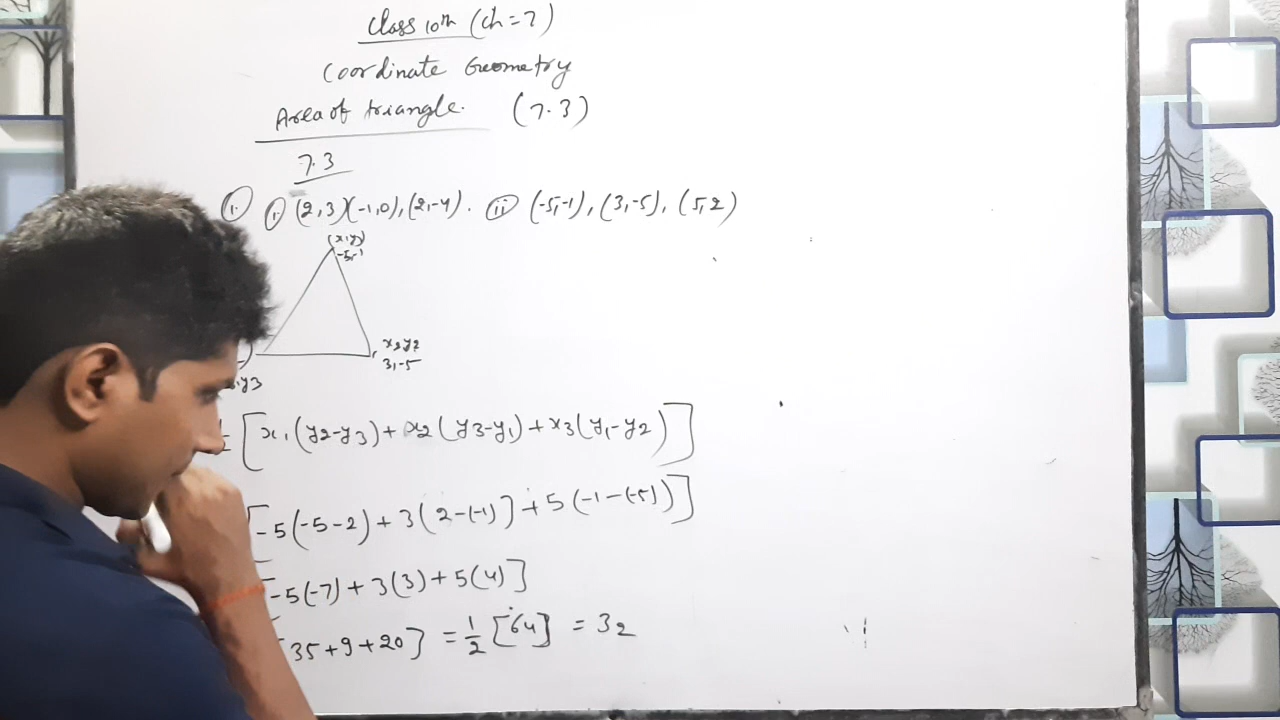 Class 10th (ch=7)
Coordinate Geometry
Area of triangle. (7.3)
7.3
(1.) (i) (2,3)(-1,0),(2,-4). (ii) (-5,-1), (3,-5), (5,2)
(x1y1)
-5,-1
x2y2
3,-5
y3
[x1(y2-y3)+x2(y3-y1)+x3(y1-y2)]
[-5(-5-2)+3(2-(-1)]+5(-1-(-5))]
[-5(-7)+3(3)+5(4)]
[35+9+20] = 1/2 [64] = 32